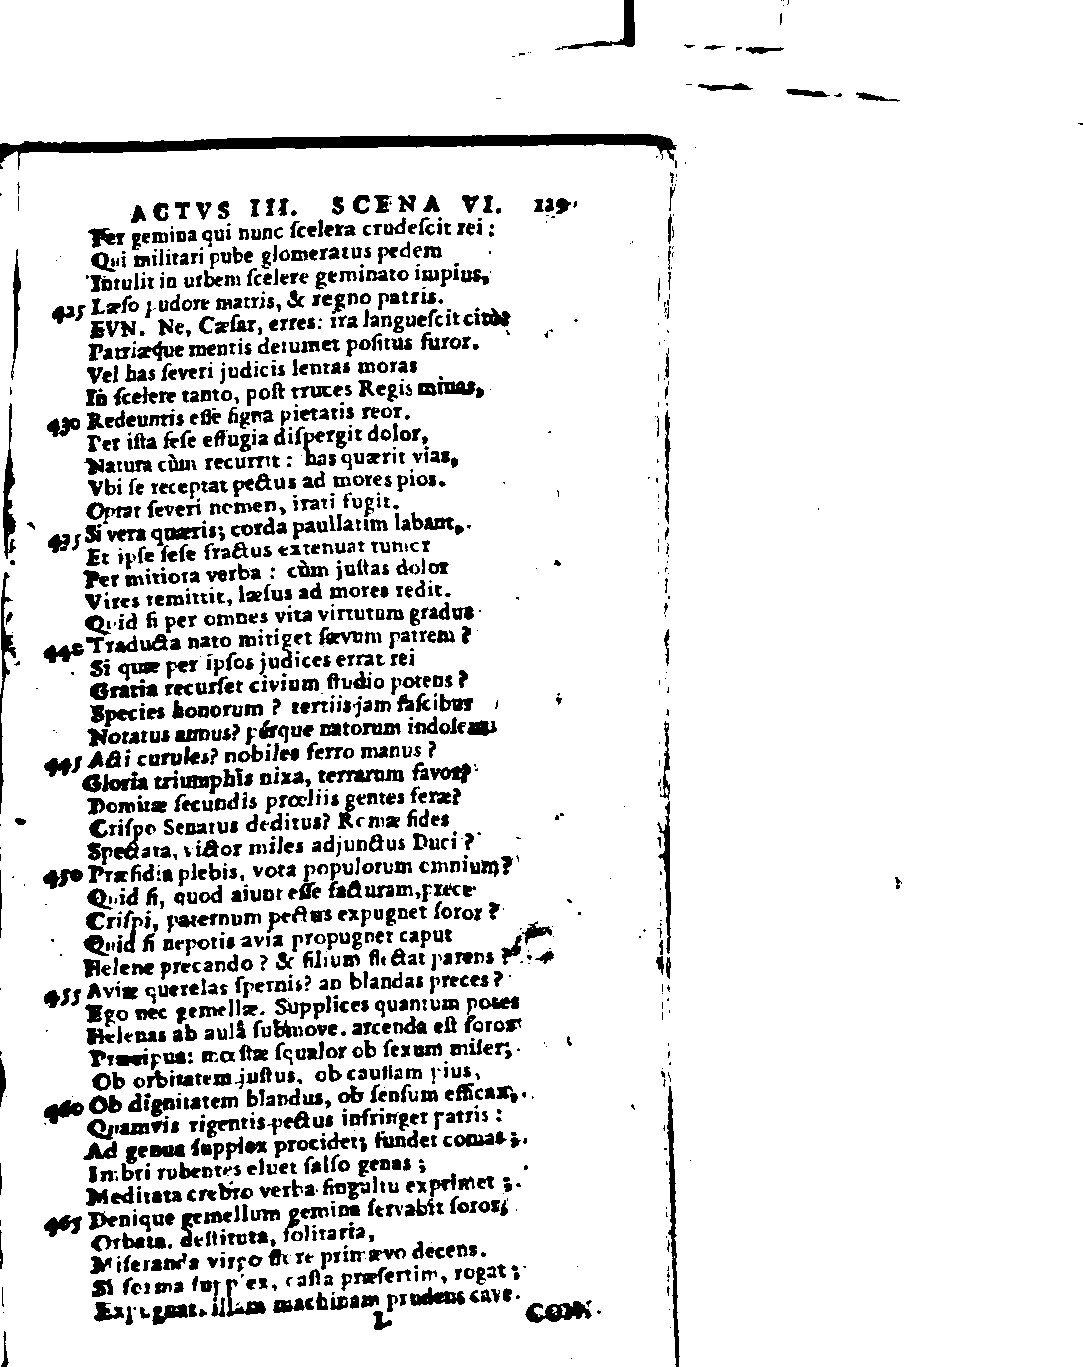 ACTVS III. SCENA VI. 129
Per gemina qui nunc ſcelera crudeſcit rei;
Qui militari pube glomeratus pedem
Intulit in urbem ſcelere geminato impius,
425 Læſo pudore matris, & regno patris.
EVN. Ne, Cæſar, erres: ira langueſcit citò
Patriæque mentis detumet poſitus furor.
Vel has ſeveri judicis lentas moras
In ſcelere tanto, poſt truces Regis minas,
430 Redeuntis eſſe ſigna pietatis reor.
Per iſta ſeſe effugia diſpergit dolor,
Natura cùm recurrit: has quærit vias,
Vbi ſe receptat pectus ad mores pios.
Optat ſeveri nomen, irati fugit.
435 Si vera quæris; corda paullatim labant,
Et ipſe ſeſe fractus extenuat tumor
Per mitiora verba: cùm juſtas dolor
Vires remittit, læſus ad mores redit.
Quid ſi per omnes vita virtutum gradus
440 Traducta nato mitiget ſævum patrem?
Si quæ per ipſos judices errat rei
Gratia recurſet civium ſtudio potens?
Species honorum? tertiis jam faſcibus
Notatus annus? pérque natorum indolem
445 Acti curules? nobiles ferro manus?
Gloria triumphis nixa, terrarum favor?
Domitæ ſecundis prœliis gentes feræ?
Criſpo Senatus deditus? Romæ fides
Spectata, victor miles adjunctus Duci?
450 Præſidia plebis, vota populorum omnium?
Quid ſi, quod aiunt eſſe facturam, prece
Criſpi, paternum pectus expugnet ſoror?
Quid ſi nepotis avia propugnet caput
Helene precando? & filium flectat parens?
455 Aviæ querelas ſpernis? an blandas preces?
Ego nec gemellæ. Supplices quantum potes
Helenas ab aulâ ſubmove. arcenda eſt ſoror
Præcipua: mœſtæ ſqualor ob ſexum miſer;
Ob orbitatem juſtus, ob cauſſam pius,
460 Ob dignitatem blandus, ob ſenſum efficax,
Quamvis rigentis pectus infringet patris:
Ad genua ſupplex procidet; fundet comas;
Imbri rubentes eluet ſalſo genas;
Meditata crebro verba ſingultu exprimet;
465 Denique gemellum gemina ſervabit ſoror;
Orbata, deſtituta, ſolitaria,
Miſeranda virgo flore primævo decens.
Si forma ſupplex, caſta præſertim, rogat;
Expugnat. illam machinam prudens cave.
L CON.